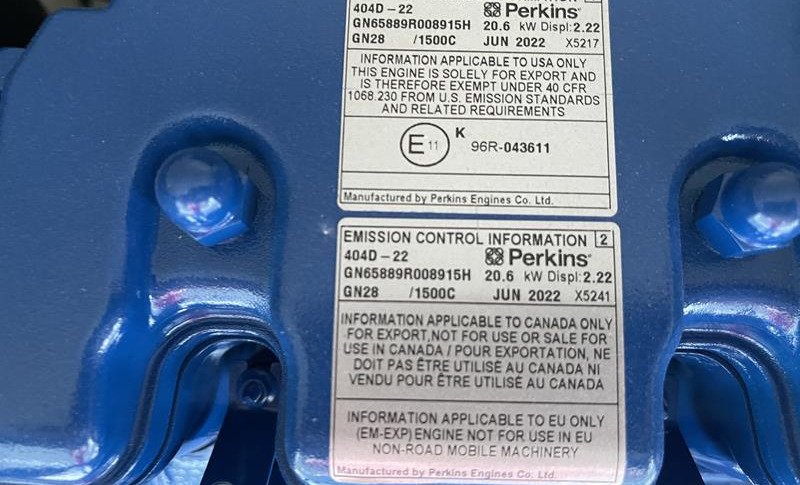 404D-22 Perkins
GN65889R008915H 20.6 kW Displ:2.22
GN28 /1500C JUN 2022 X5217
INFORMATION APPLICABLE TO USA ONLY
THIS ENGINE IS SOLELY FOR EXPORT AND
IS THEREFORE EXEMPT UNDER 40 CFR
1068.230 FROM U.S. EMISSION STANDARDS
AND RELATED REQUIREMENTS
E 11 K 96R-043611
Manufactured by Perkins Engines Co. Ltd.
EMISSION CONTROL INFORMATION 2
404D-22 Perkins
GN65889R008915H 20.6 kW Displ:2.22
GN28 /1500C JUN 2022 X5241
INFORMATION APPLICABLE TO CANADA ONLY
FOR EXPORT,NOT FOR USE OR SALE FOR
USE IN CANADA / POUR EXPORTATION, NE
DOIT PAS ÊTRE UTILISÉ AU CANADA NI
VENDU POUR ÊTRE UTILISÉ AU CANADA
INFORMATION APPLICABLE TO EU ONLY
(EM-EXP) ENGINE NOT FOR USE IN EU
NON-ROAD MOBILE MACHINERY
Manufactured by Perkins Engines Co. Ltd.